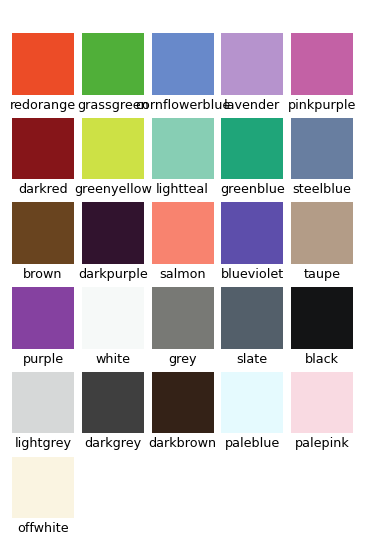 redorange grassgreen cornflowerblue lavender pinkpurple
darkred greenyellow lightteal greenblue steelblue
brown darkpurple salmon blueviolet taupe
purple white grey slate black
lightgrey darkgrey darkbrown paleblue palepink
offwhite